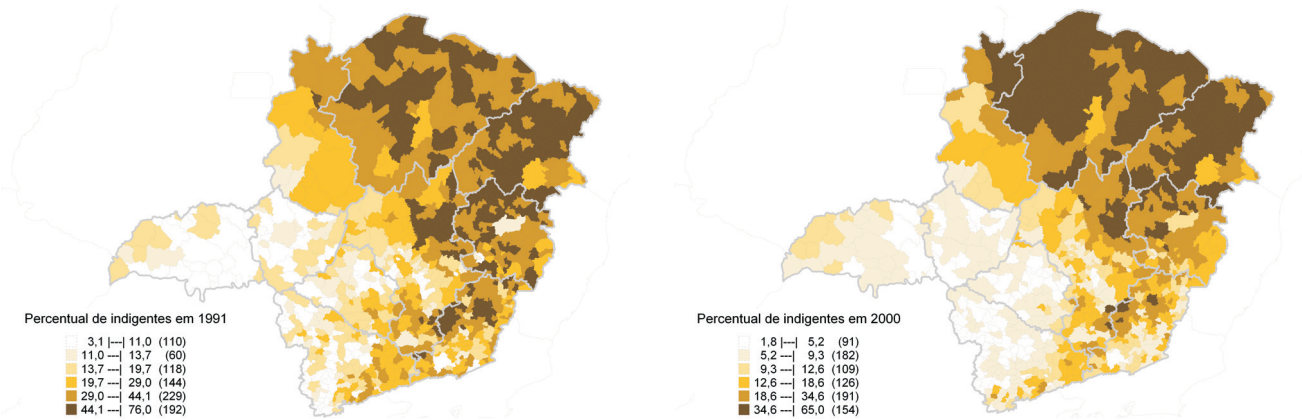 Percentual de indigentes em 1991
3,1 |---| 11,0 (110)
11,0 ---| 13,7 (60)
13,7 ---| 19,7 (118)
19,7 ---| 29,0 (144)
29,0 ---| 44,1 (229)
44,1 ---| 76,0 (192)
Percentual de indigentes em 2000
1,8 |---| 5,2 (91)
5,2 ---| 9,3 (182)
9,3 ---| 12,6 (109)
12,6 ---| 18,6 (126)
18,6 ---| 34,6 (191)
34,6 ---| 65,0 (154)